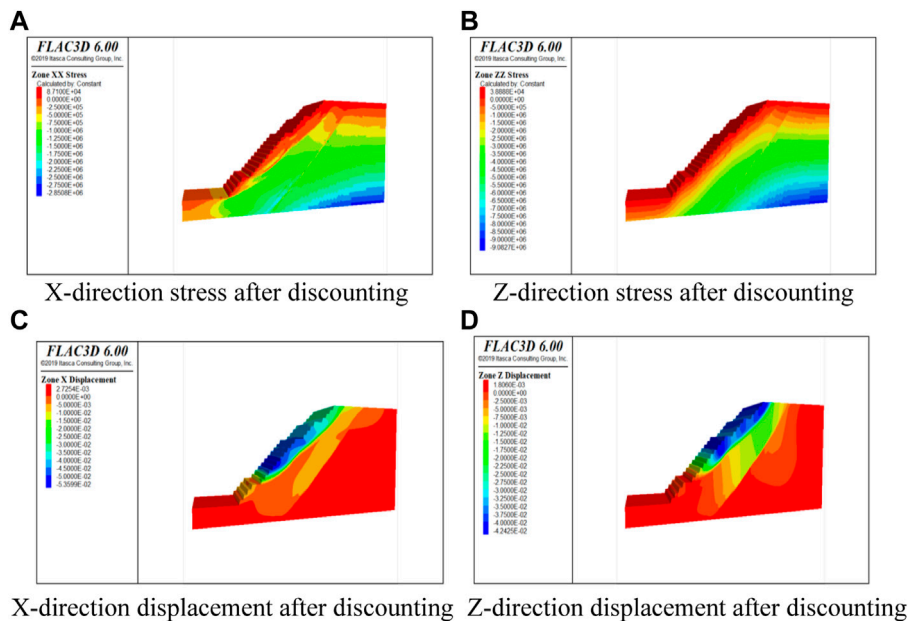 A
FLAC3D 6.00
©2019 Itasca Consulting Group, Inc.
Zone XX Stress
Calculated by: Constant
8.7100E+04
0.0000E+00
-2.5000E+05
-5.0000E+05
-7.5000E+05
-1.0000E+06
-1.2500E+06
-1.5000E+06
-1.7500E+06
-2.0000E+06
-2.2500E+06
-2.5000E+06
-2.7500E+06
-2.8508E+06
X-direction stress after discounting
B
FLAC3D 6.00
©2019 Itasca Consulting Group, Inc.
Zone ZZ Stress
Calculated by: Constant
3.8888E+04
0.0000E+00
-5.0000E+05
-1.0000E+06
-1.5000E+06
-2.0000E+06
-2.5000E+06
-3.0000E+06
-3.5000E+06
-4.0000E+06
-4.5000E+06
-5.0000E+06
-5.5000E+06
-6.0000E+06
-6.5000E+06
-7.0000E+06
-7.5000E+06
-8.0000E+06
-8.5000E+06
-9.0000E+06
-9.0827E+06
Z-direction stress after discounting
C
FLAC3D 6.00
©2019 Itasca Consulting Group, Inc.
Zone X Displacement
2.7254E-03
0.0000E+00
-5.0000E-03
-1.0000E-02
-1.5000E-02
-2.0000E-02
-2.5000E-02
-3.0000E-02
-3.5000E-02
-4.0000E-02
-4.5000E-02
-5.0000E-02
-5.3599E-02
X-direction displacement after discounting
D
FLAC3D 6.00
©2019 Itasca Consulting Group, Inc.
Zone Z Displacement
1.8060E-03
0.0000E+00
-2.5000E-03
-5.0000E-03
-7.5000E-03
-1.0000E-02
-1.2500E-02
-1.5000E-02
-1.7500E-02
-2.0000E-02
-2.2500E-02
-2.5000E-02
-2.7500E-02
-3.0000E-02
-3.2500E-02
-3.5000E-02
-3.7500E-02
-4.0000E-02
-4.2425E-02
Z-direction displacement after discounting